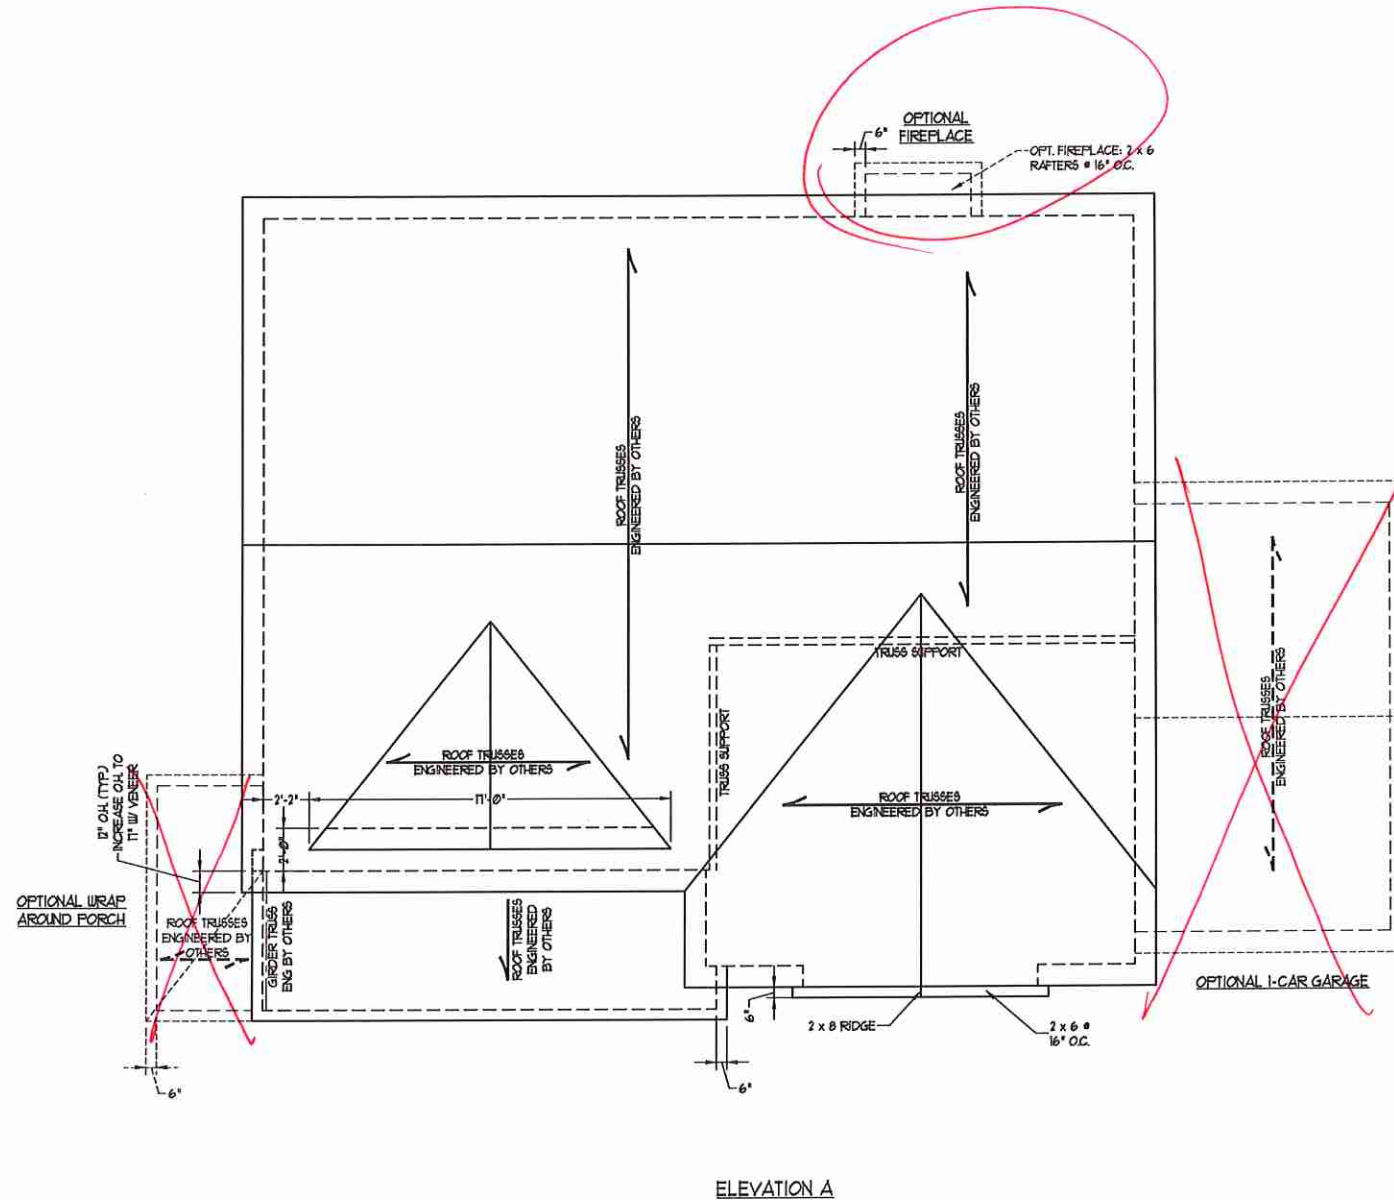 OPTIONAL
FIREPLACE
6"
OPT. FIREPLACE: 2 x 6
RAFTERS @ 16" O.C.
ROOF TRUSSES
ENGINEERED BY OTHERS
ROOF TRUSSES
ENGINEERED BY OTHERS
ROOF TRUSSES
ENGINEERED BY OTHERS
TRUSS SUPPORT
TRUSS SUPPORT
ROOF TRUSSES
ENGINEERED BY OTHERS
ROOF TRUSSES
ENGINEERED BY OTHERS
12" O.H. (TYP.)
INCREASE O.H. TO
17" W/ VENEER
2'-2"
17'-0"
2'-0"
OPTIONAL WRAP
AROUND PORCH
ROOF TRUSSES
ENGINEERED BY
OTHERS
GIRDER TRUSS
ENG BY OTHERS
ROOF TRUSSES
ENGINEERED
BY OTHERS
OPTIONAL 1-CAR GARAGE
6"
2 x 8 RIDGE
2 x 6 @
16" O.C.
6"
6"
ELEVATION A